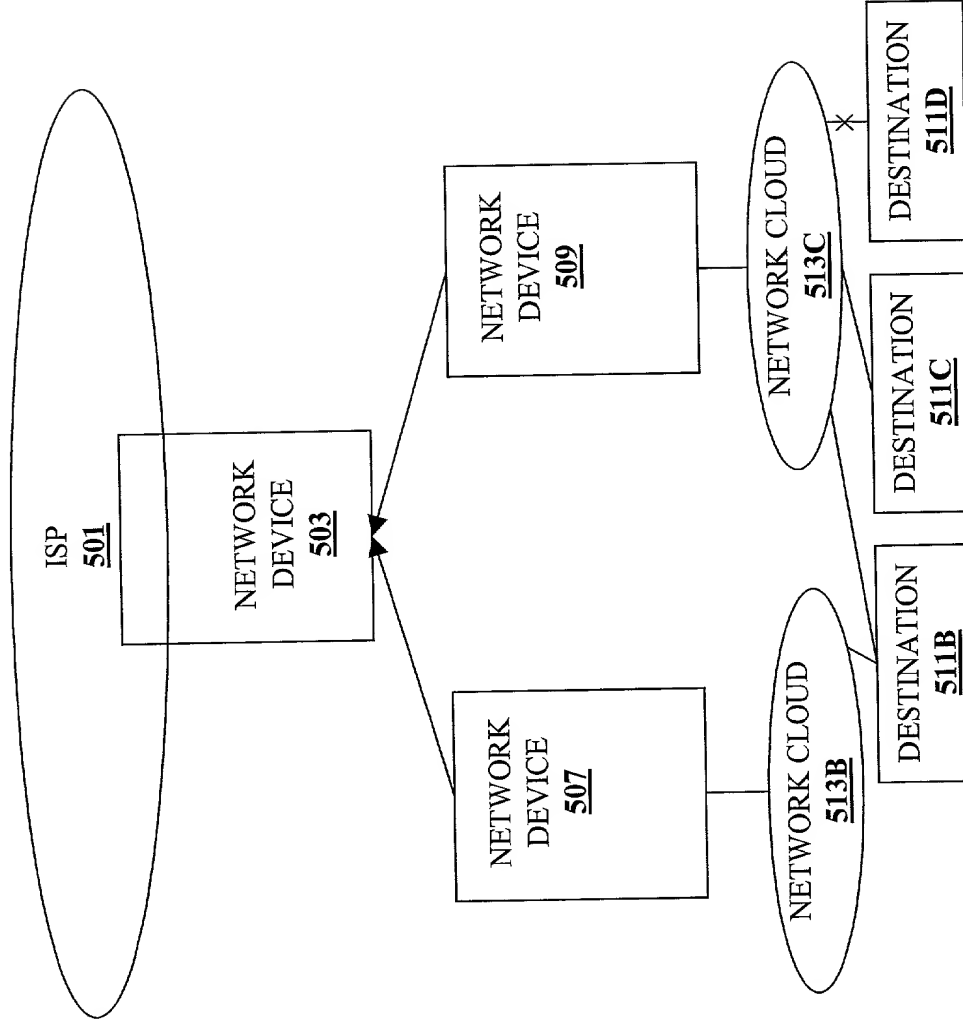 ISP
501
NETWORK
DEVICE
503
NETWORK
DEVICE
507
NETWORK
DEVICE
509
NETWORK CLOUD
513B
NETWORK CLOUD
513C
DESTINATION
511B
DESTINATION
511C
DESTINATION
511D